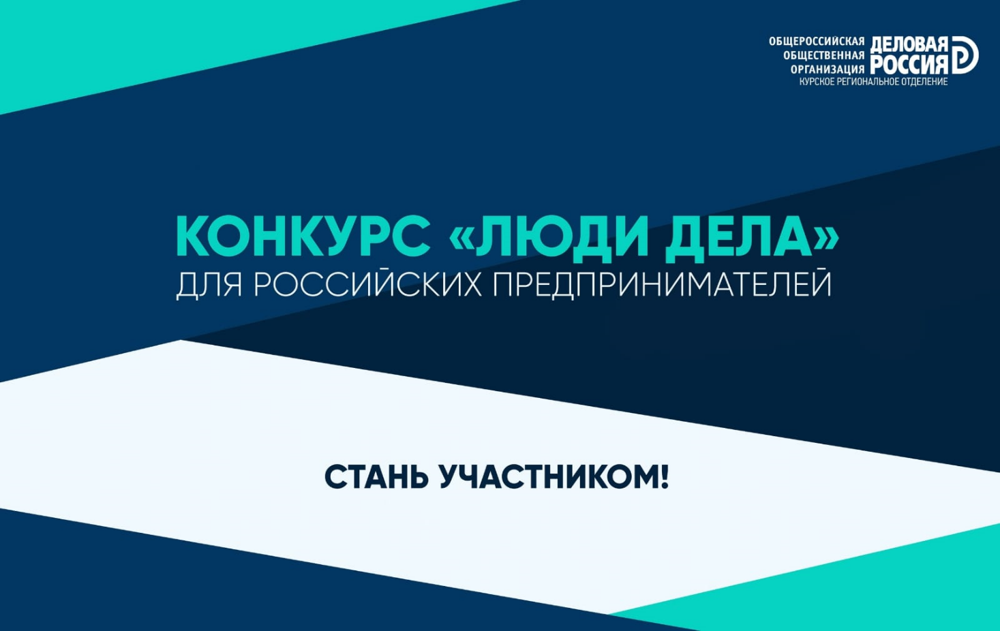 ОБЩЕРОССИЙСКАЯ
ОБЩЕСТВЕННАЯ
ОРГАНИЗАЦИЯ
ДЕЛОВАЯ
РОССИЯ
КУРСКОЕ РЕГИОНАЛЬНОЕ ОТДЕЛЕНИЕ
КОНКУРС «ЛЮДИ ДЕЛА»
ДЛЯ РОССИЙСКИХ ПРЕДПРИНИМАТЕЛЕЙ
СТАНЬ УЧАСТНИКОМ!